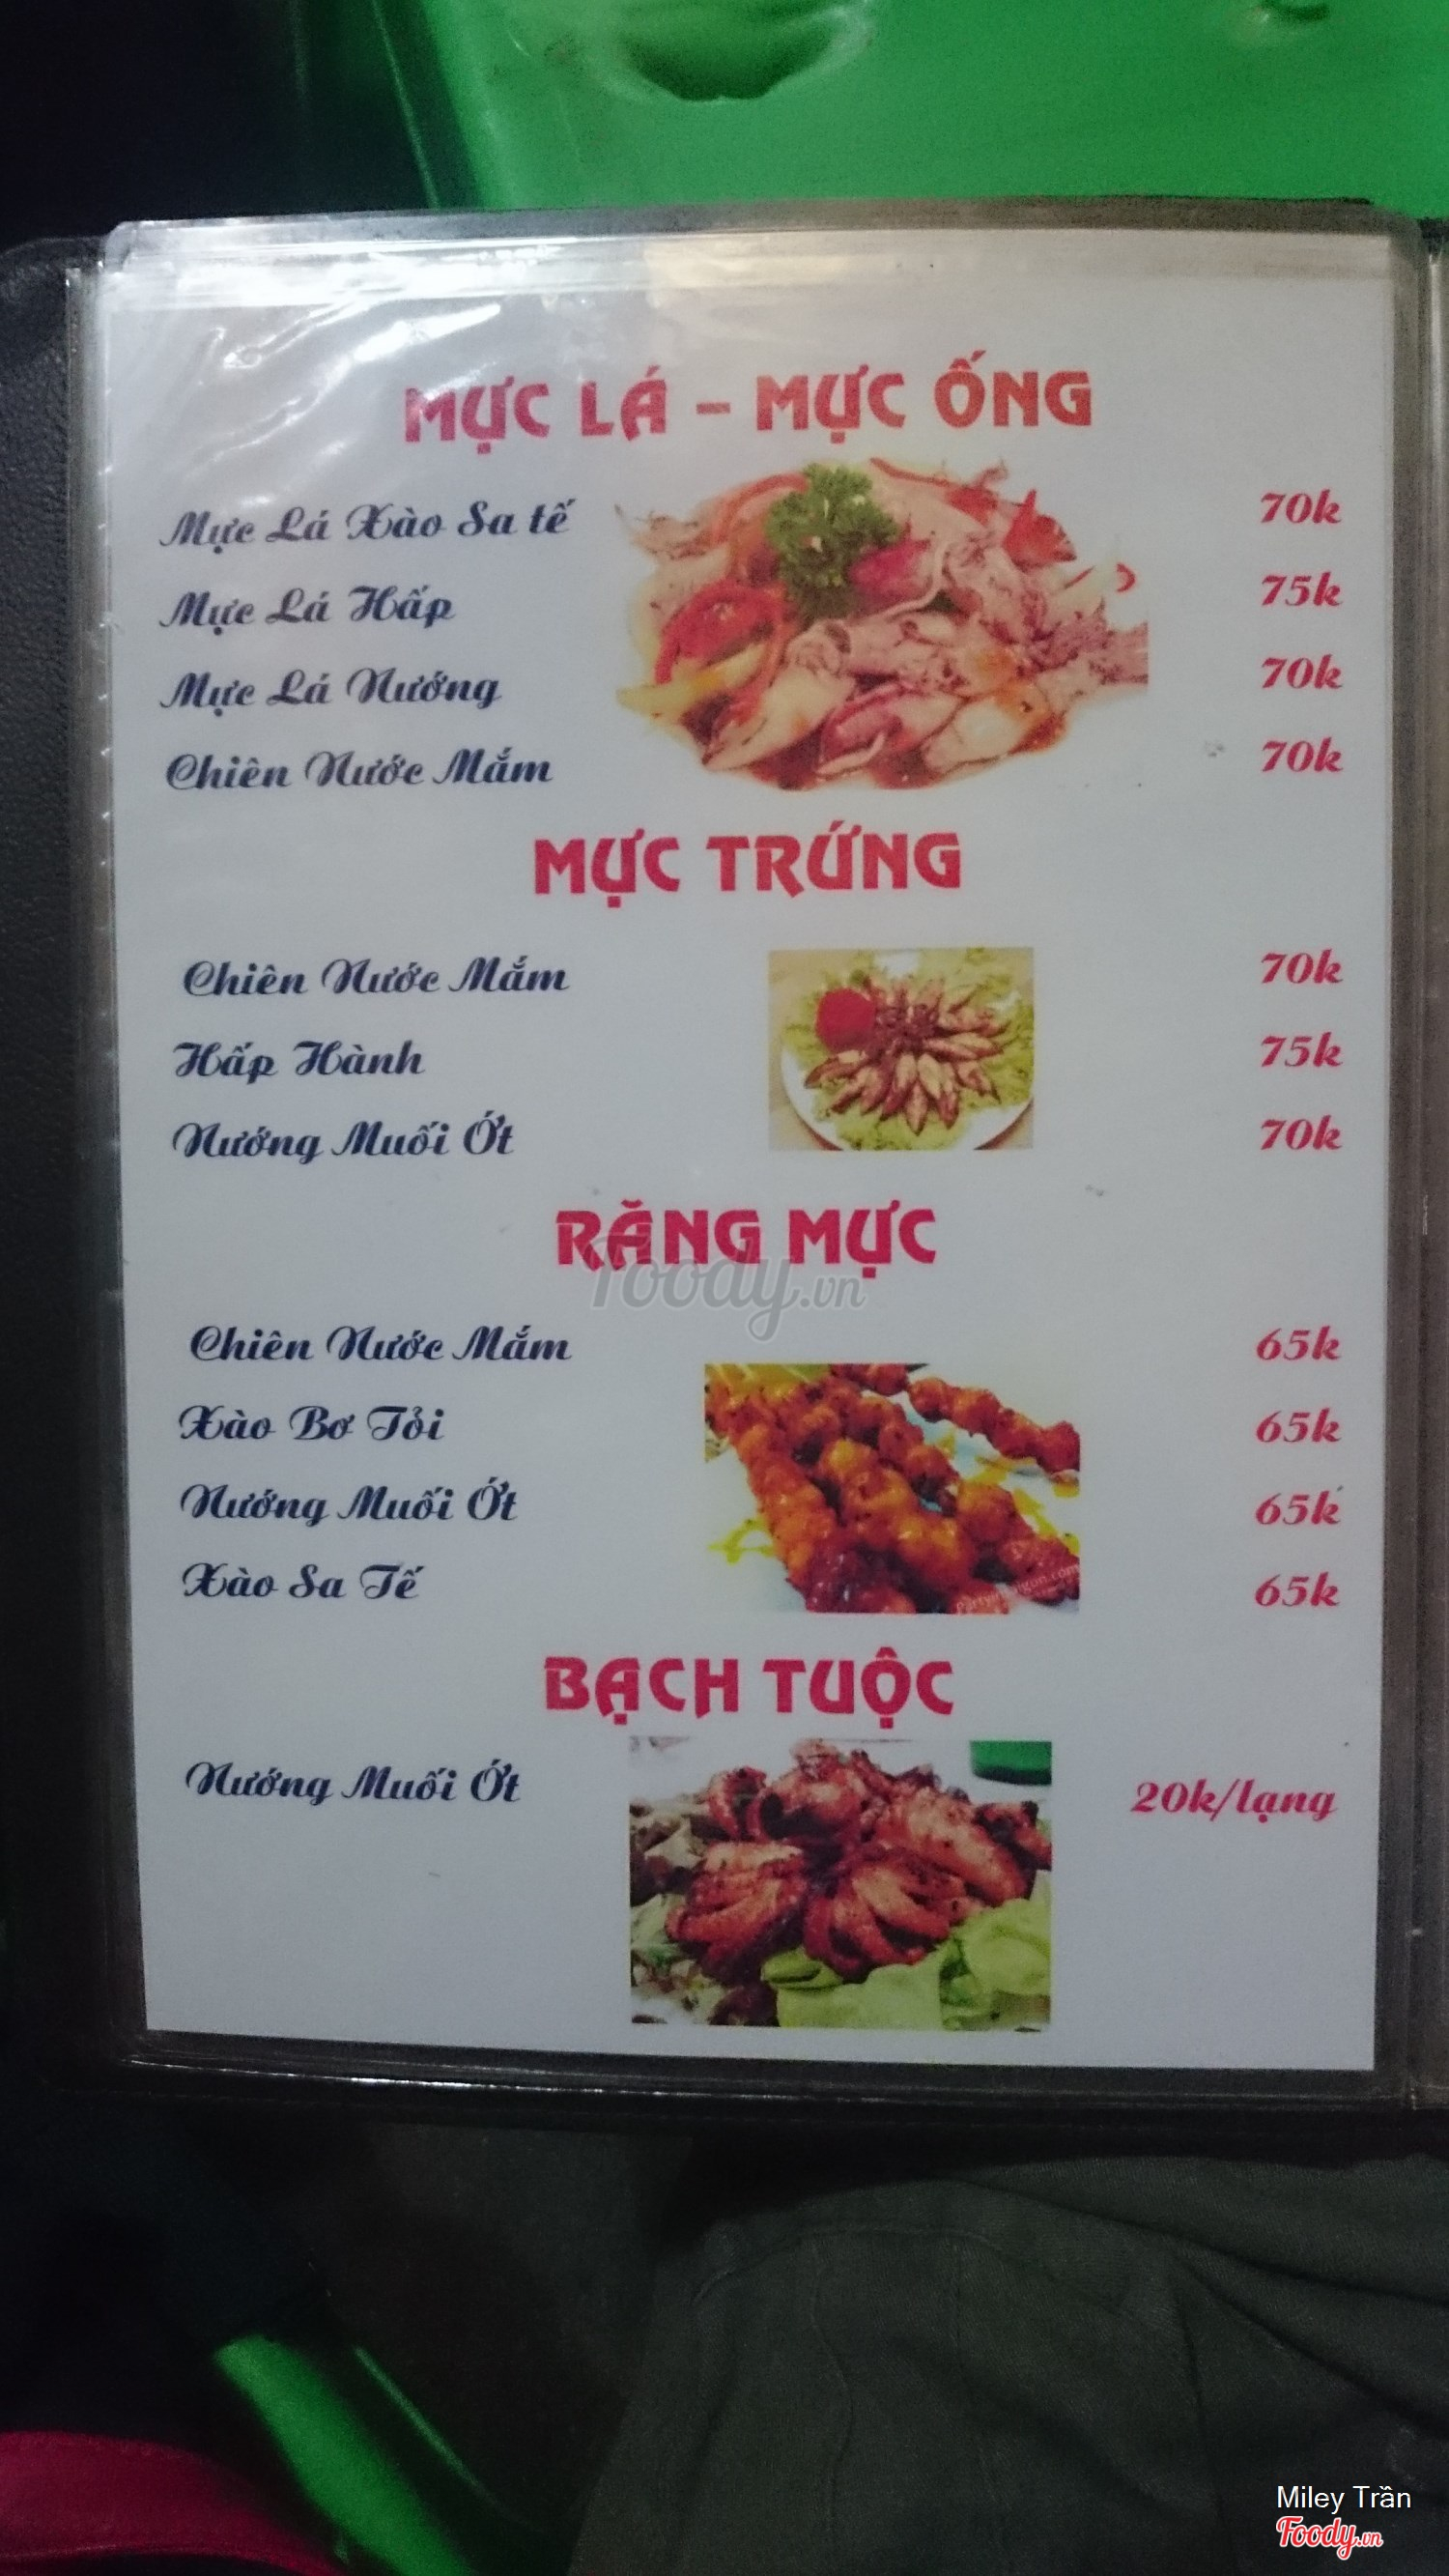 MỰC LÁ - MỰC ỐNG
Mực Lá Xào Sa tế 70k
Mực Lá Hấp 75k
Mực Lá Nướng 70k
Chiên Nước Mắm 70k
MỰC TRỨNG
Chiên Nước Mắm 70k
Hấp Hành 75k
Nướng Muối Ớt 70k
RĂNG MỰC
Foody.vn
Chiên Nước Mắm 65k
Xào Bơ Tỏi 65k
Nướng Muối Ớt 65k
Xào Sa Tế 65k
BẠCH TUỘC
Nướng Muối Ớt 20k/lạng
Miley Trần
Foody.vn